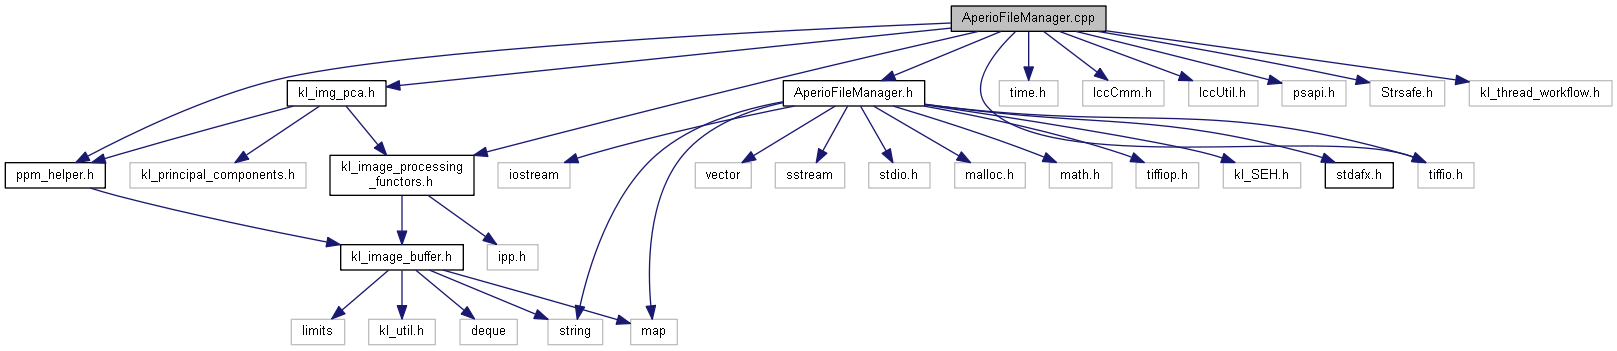 AperioFileManager.cpp
kl_img_pca.h
AperioFileManager.h
time.h
IccCmm.h
IccUtil.h
psapi.h
Strsafe.h
kl_thread_workflow.h
ppm_helper.h
kl_principal_components.h
kl_image_processing
_functors.h
iostream
vector
sstream
stdio.h
malloc.h
math.h
tiffiop.h
kl_SEH.h
stdafx.h
tiffio.h
kl_image_buffer.h
ipp.h
limits
kl_util.h
deque
string
map